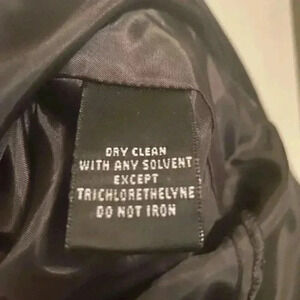 DRY CLEAN
WITH ANY SOLVENT
EXCEPT
TRICHLORETHELYNE
DO NOT IRON